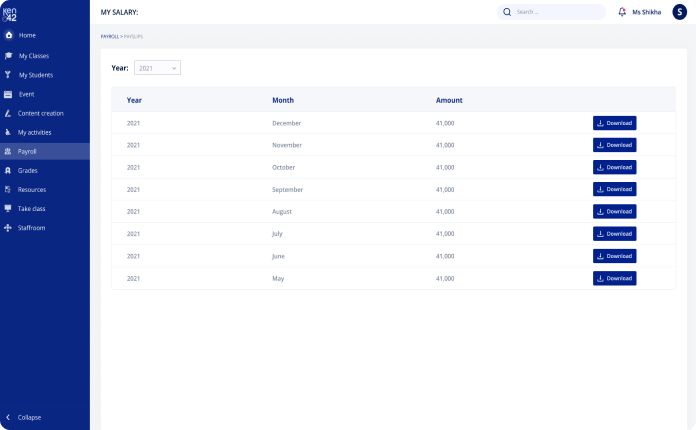 ken
42
MY SALARY:
Search ...
Ms.Shikha
S
Home
My Classes
My Students
Event
Content creation
My activities
Payroll
Grades
Resources
Take class
Staffroom
Collapse
PAYROLL > PAYSLIPS
Year: 2021
Year Month Amount
2021 December 41,000 Download
2021 November 41,000 Download
2021 October 41,000 Download
2021 September 41,000 Download
2021 August 41,000 Download
2021 July 41,000 Download
2021 June 41,000 Download
2021 May 41,000 Download